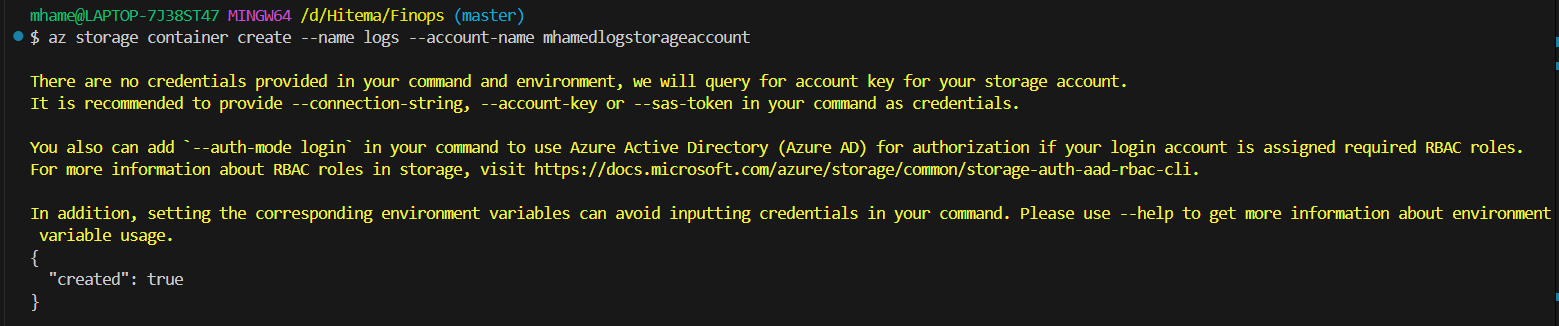 mhame@LAPTOP-7J38ST47 MINGW64 /d/Hitema/Finops (master)
$ az storage container create --name logs --account-name mhamedlogstorageaccount
There are no credentials provided in your command and environment, we will query for account key for your storage account.
It is recommended to provide --connection-string, --account-key or --sas-token in your command as credentials.
You also can add `--auth-mode login` in your command to use Azure Active Directory (Azure AD) for authorization if your login account is assigned required RBAC roles.
For more information about RBAC roles in storage, visit https://docs.microsoft.com/azure/storage/common/storage-auth-aad-rbac-cli.
In addition, setting the corresponding environment variables can avoid inputting credentials in your command. Please use --help to get more information about environment
variable usage.
{
"created": true
}